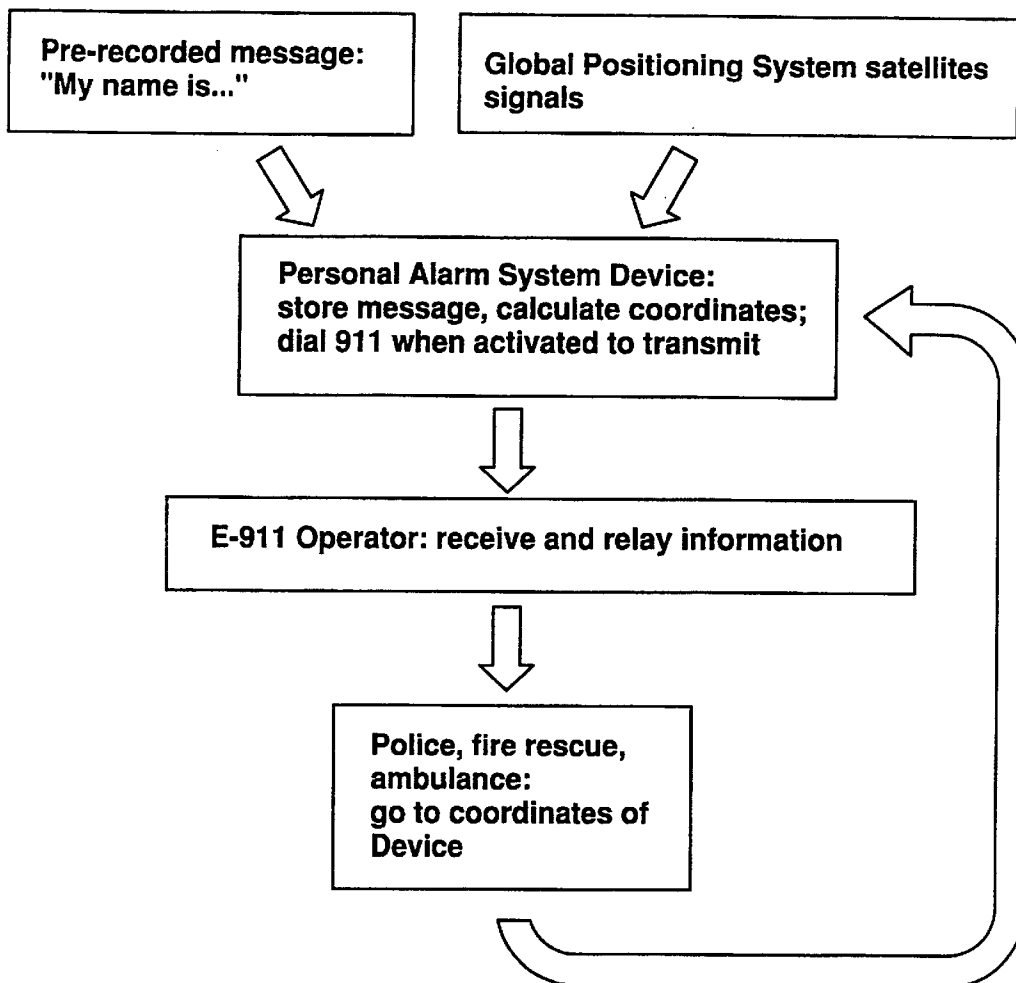 Pre-recorded message:
"My name is..."
Global Positioning System satellites
signals
Personal Alarm System Device:
store message, calculate coordinates;
dial 911 when activated to transmit
E-911 Operator: receive and relay information
Police, fire rescue,
ambulance:
go to coordinates of
Device